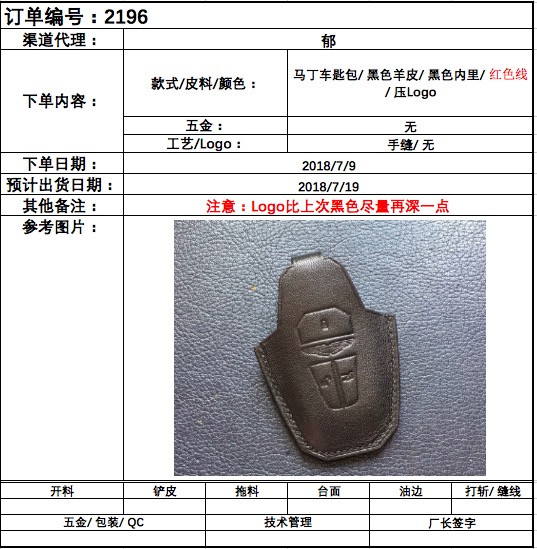 订单编号：2196
渠道代理： 郁
下单内容： 款式/皮料/颜色： 马丁车匙包/ 黑色羊皮/ 黑色内里/ 红色线
/ 压Logo
五金： 无
工艺/Logo： 手缝/ 无
下单日期： 2018/7/9
预计出货日期： 2018/7/19
其他备注： 注意：Logo比上次黑色尽量再深一点
参考图片：
开料 铲皮 拖料 台面 油边 打斩/ 缝线
五金/ 包装/ QC 技术管理 厂长签字